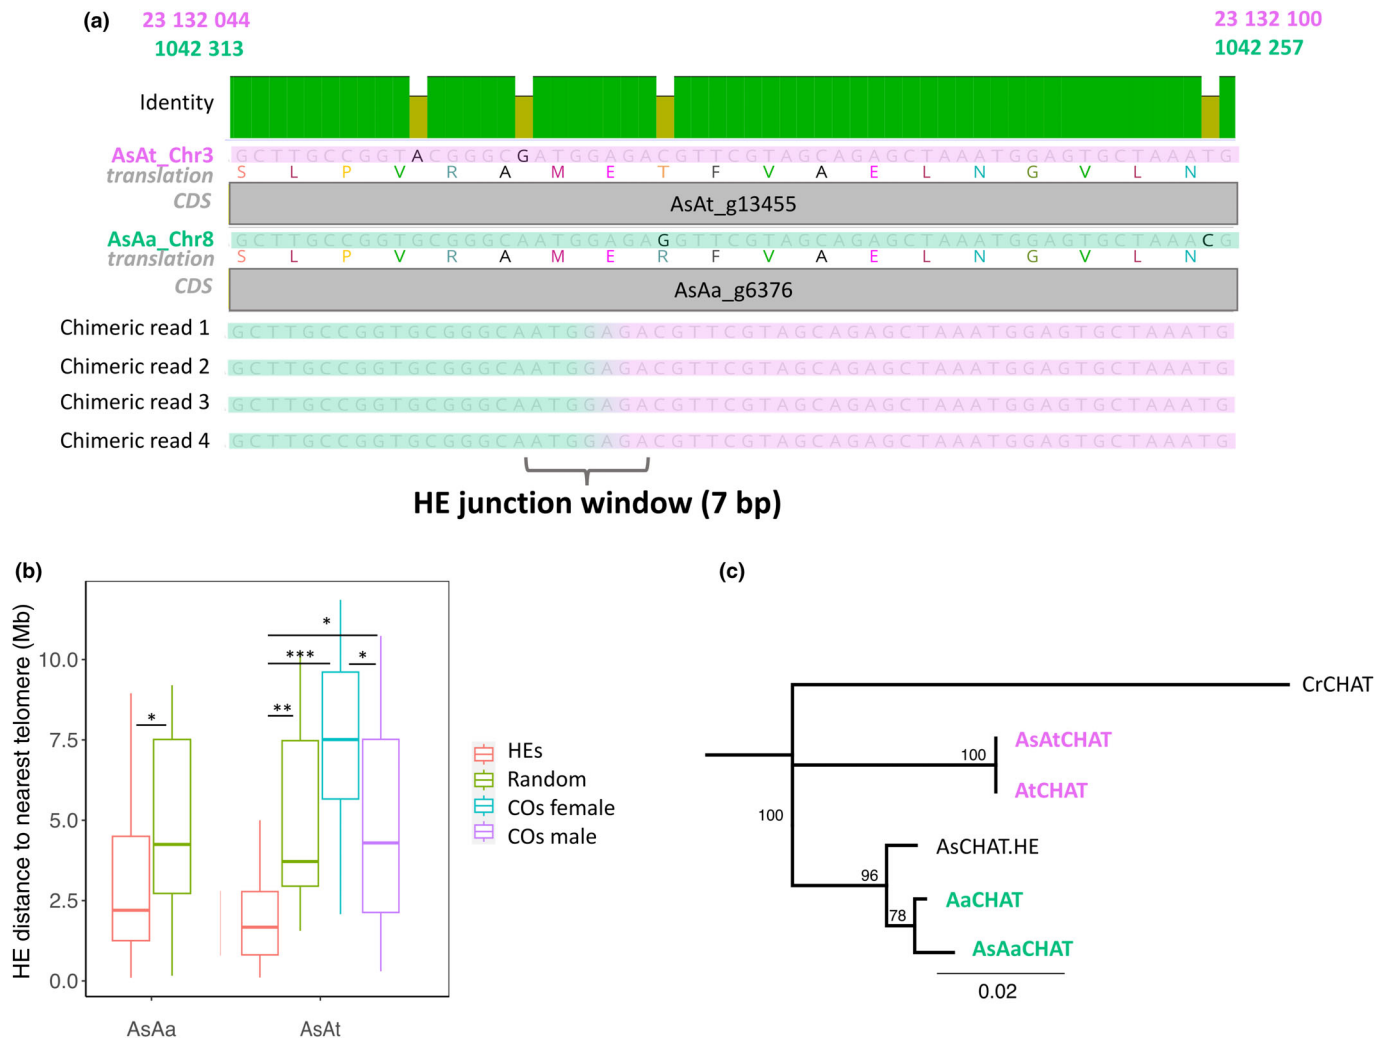 (a)
23 132 044
23 132 100
1042 313
1042 257
Identity
AsAt_Chr3 GCTTGCCGGTACGGGCGATGGAGACGTTCGTAGCAGAGCTAAATGGAGTGCTAAATG
translation S L P V R A M E T F V A E L N G V L N
CDS AsAt_g13455
AsAa_Chr8 GCTTGCCGGTGCGGGCAATGGAGAGGTTCGTAGCAGAGCTAAATGGAGTGCTAAACG
translation S L P V R A M E R F V A E L N G V L N
CDS AsAa_g6376
Chimeric read 1 GCTTGCCGGTGCGGGCAATGGAGACGTTCGTAGCAGAGCTAAATGGAGTGCTAAATG
Chimeric read 2 GCTTGCCGGTGCGGGCAATGGAGACGTTCGTAGCAGAGCTAAATGGAGTGCTAAATG
Chimeric read 3 GCTTGCCGGTGCGGGCAATGGAGACGTTCGTAGCAGAGCTAAATGGAGTGCTAAATG
Chimeric read 4 GCTTGCCGGTGCGGGCAATGGAGACGTTCGTAGCAGAGCTAAATGGAGTGCTAAATG
HE junction window (7 bp)
(b)
HE distance to nearest telomere (Mb)
10.0
7.5
5.0
2.5
0.0
*
*
***
*
**
AsAa
AsAt
HEs
Random
COs female
COs male
(c)
CrCHAT
100
AsAtCHAT
AtCHAT
100
AsCHAT.HE
96
AaCHAT
78
AsAaCHAT
0.02